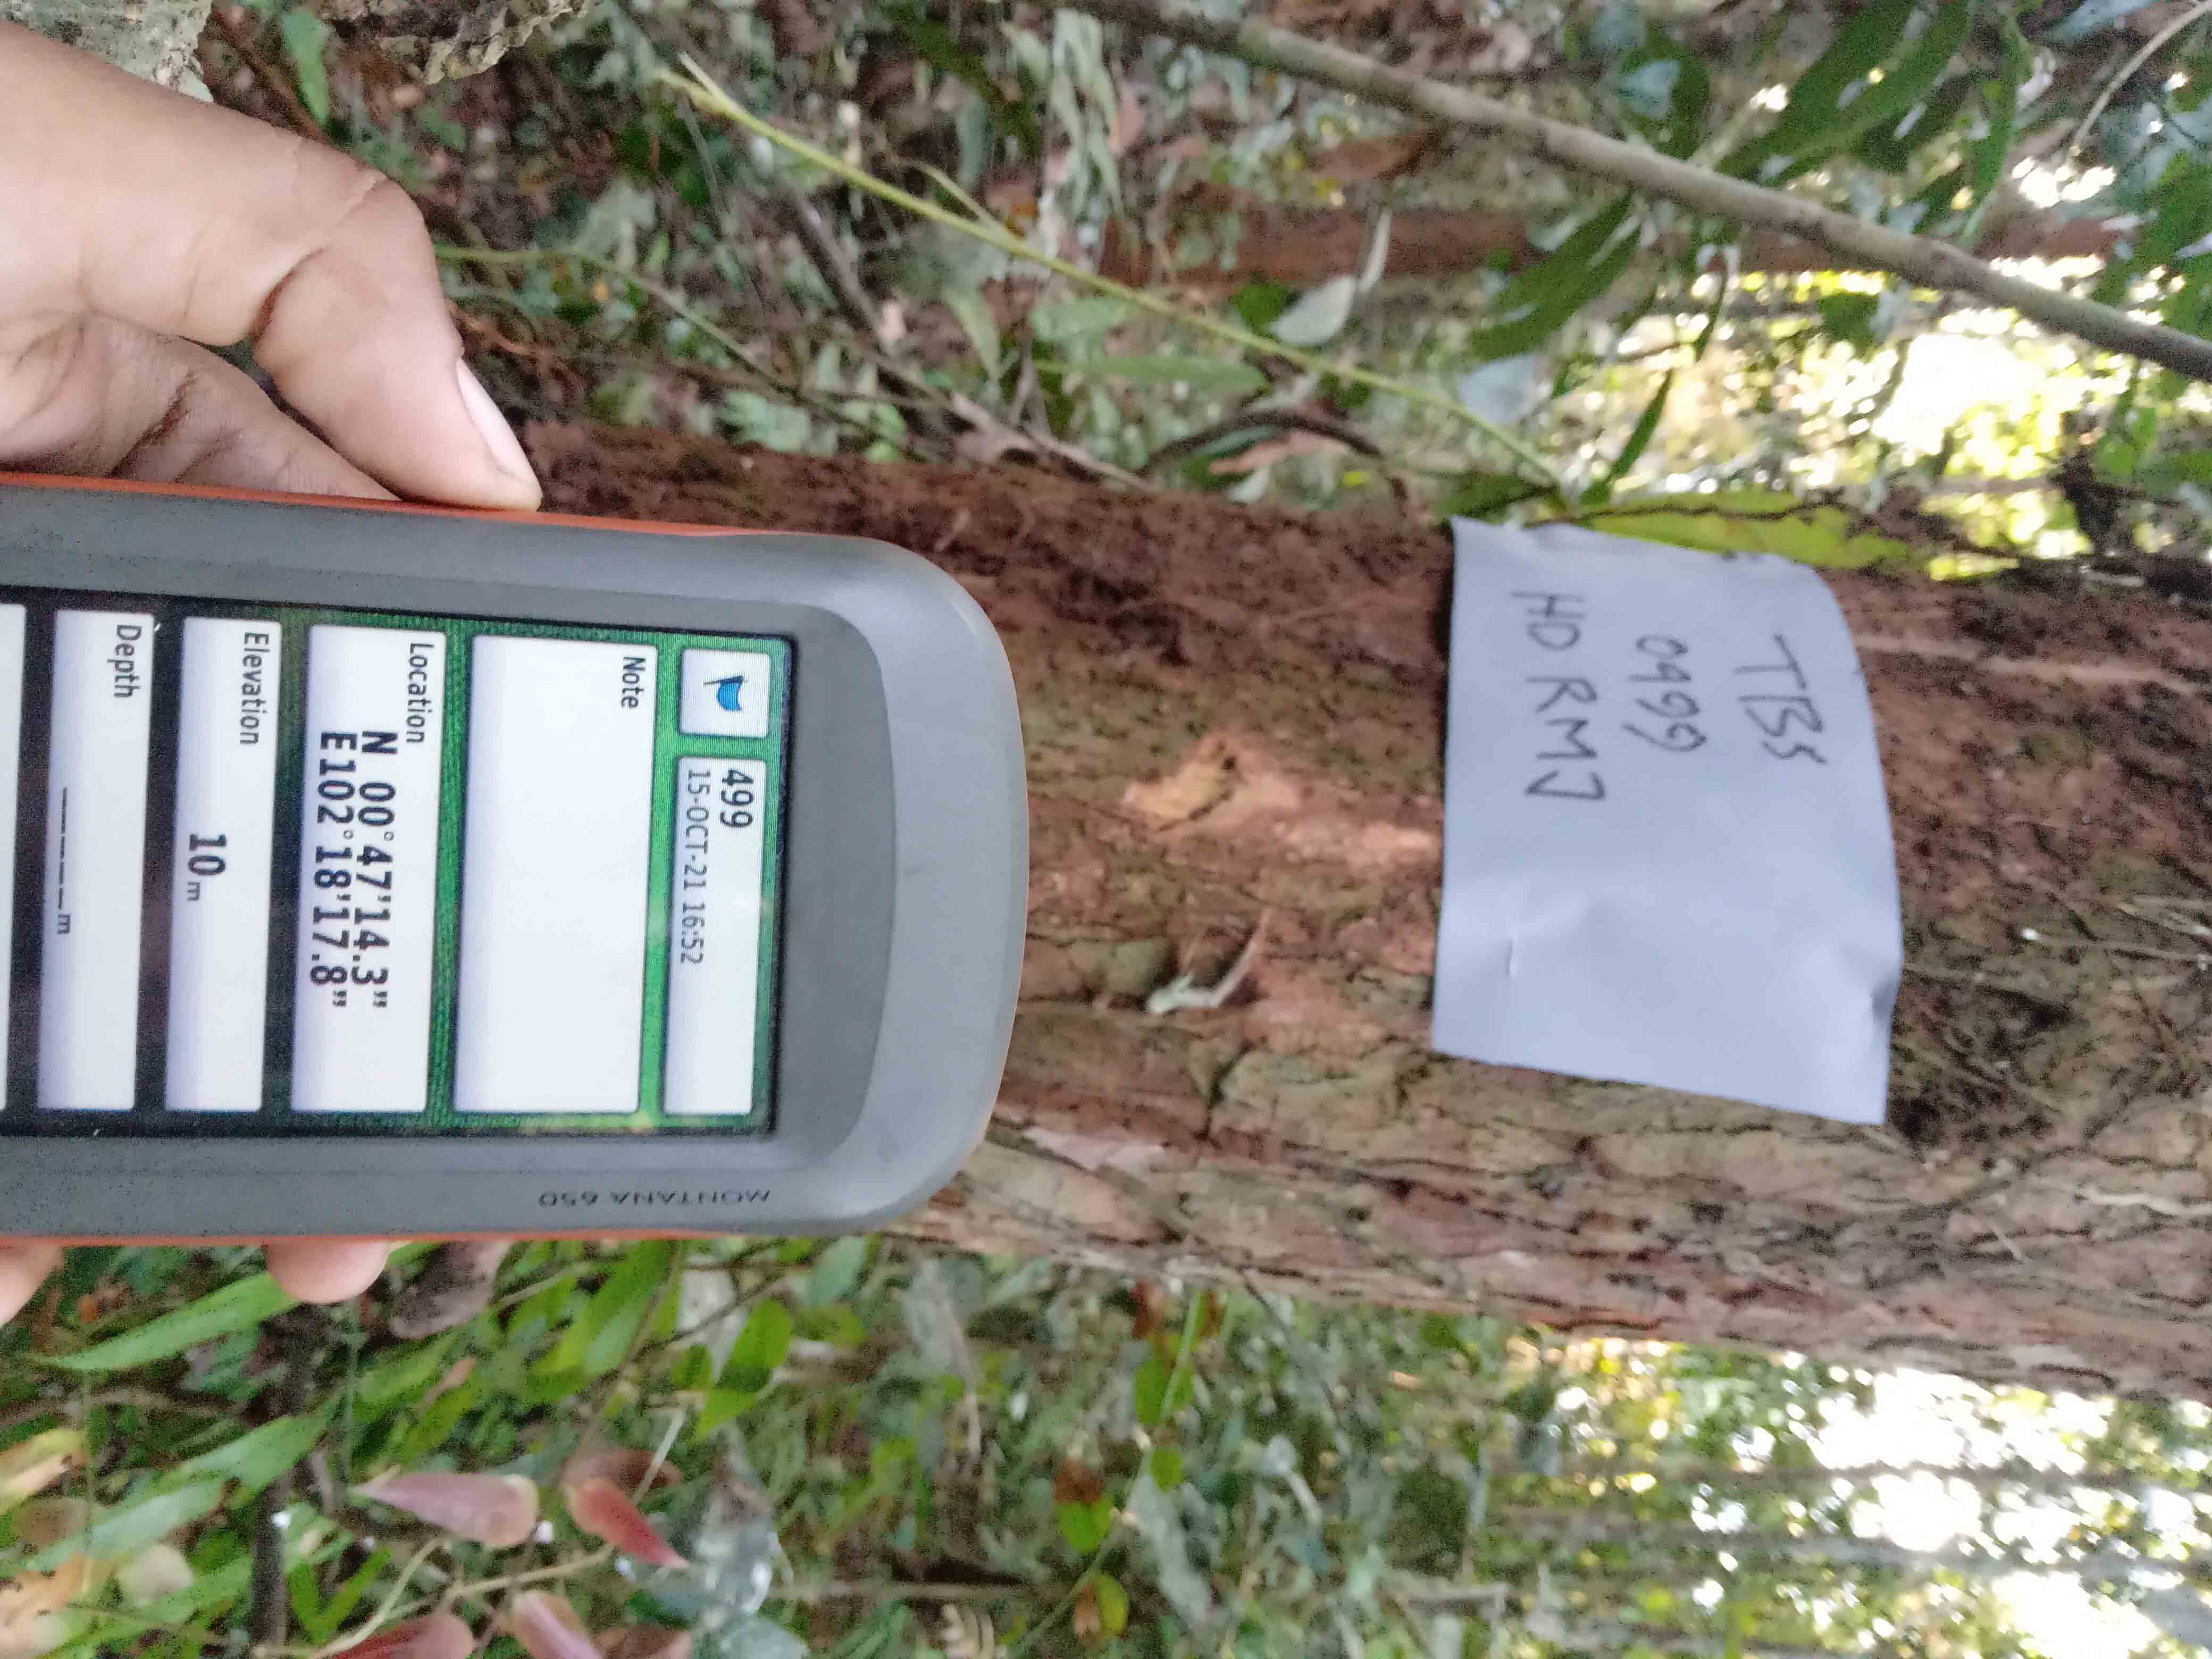 TBS
0499
HD RMJ
MONTANA 650
499
15-OCT-21 16:52
Note
Location
N 00°47'14.3"
E102°18'17.8"
Elevation
10m
Depth
_____m